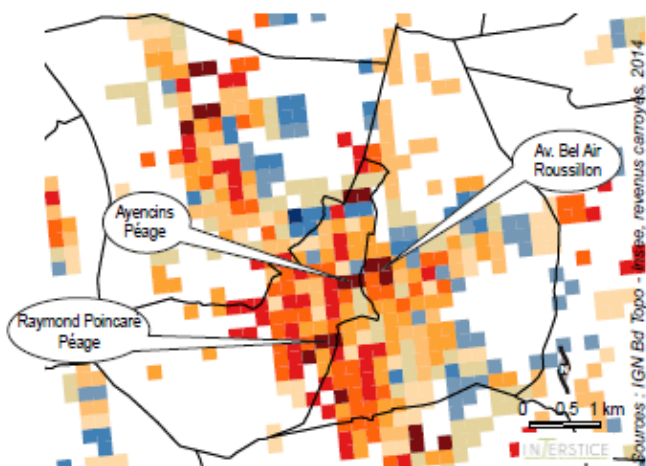 Av. Bel Air
Roussillon
Ayencins
Péage
Raymond Poincaré
Péage
0 0.5 1 km
INTERSTICE
Sources : IGN Bd Topo - Insee, revenus carroyés, 2014